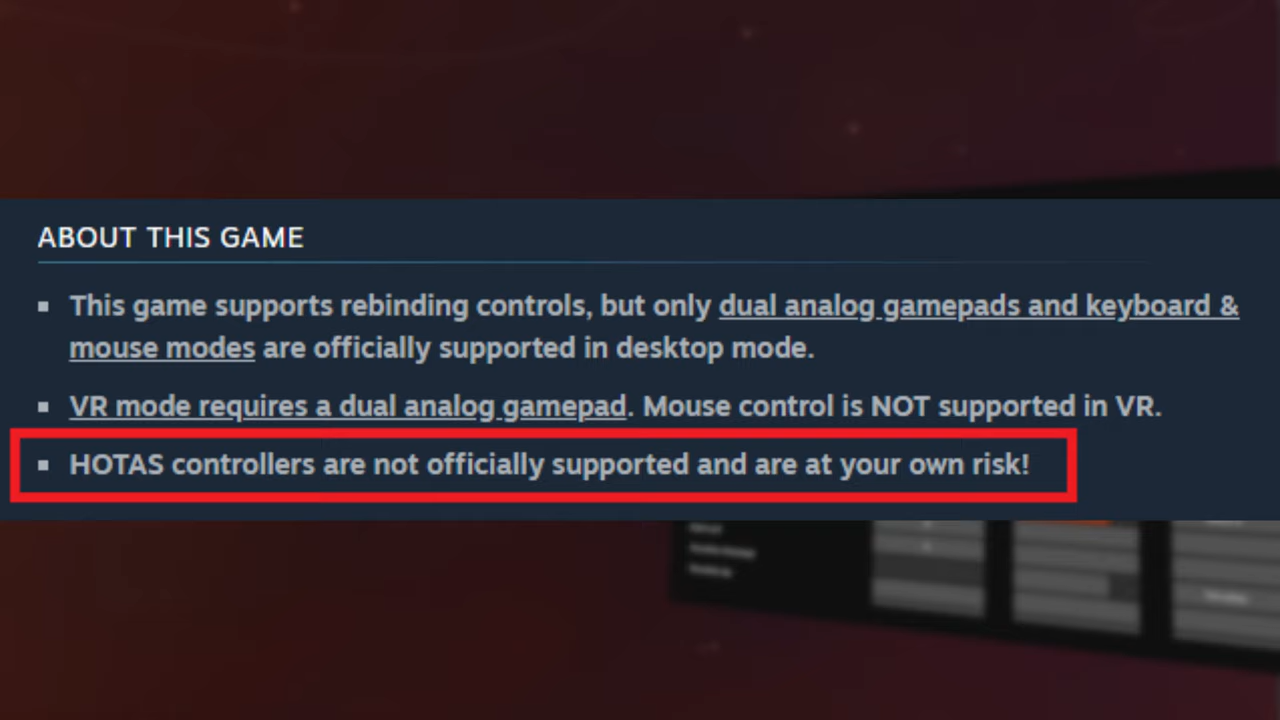 ABOUT THIS GAME
This game supports rebinding controls, but only dual analog gamepads and keyboard &
mouse modes are officially supported in desktop mode.
VR mode requires a dual analog gamepad. Mouse control is NOT supported in VR.
HOTAS controllers are not officially supported and are at your own risk!